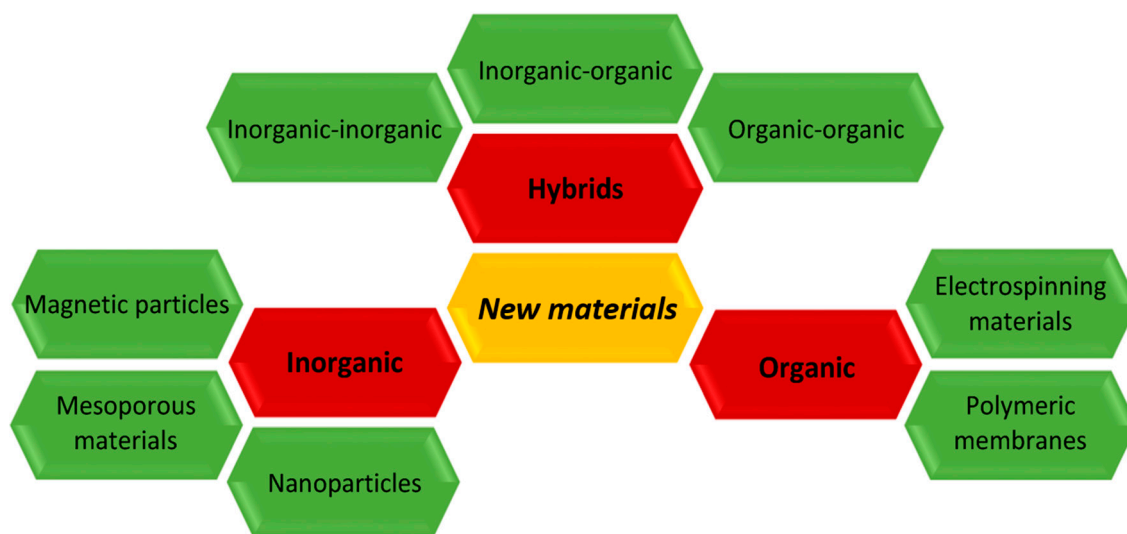 Inorganic-organic
Inorganic-inorganic
Organic-organic
Hybrids
Magnetic particles
Inorganic
Mesoporous
materials
Nanoparticles
New materials
Electrospinning
materials
Organic
Polymeric
membranes